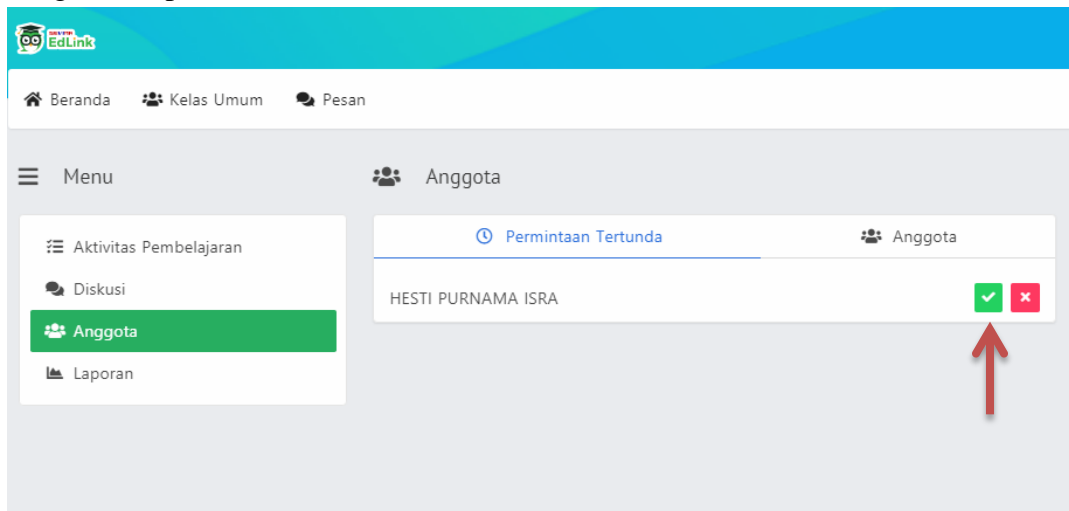 EdLink
Beranda Kelas Umum Pesan
Menu
Anggota
Aktivitas Pembelajaran
Diskusi
Anggota
Laporan
Permintaan Tertunda Anggota
HESTI PURNAMA ISRA